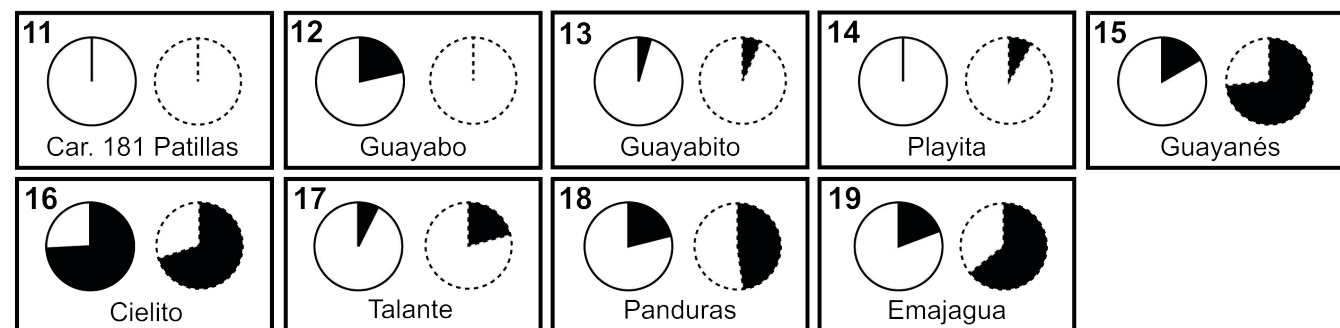 11
Car. 181 Patillas
12
Guayabo
13
Guayabito
14
Playita
15
Guayanés
16
Cielito
17
Talante
18
Panduras
19
Emajagua